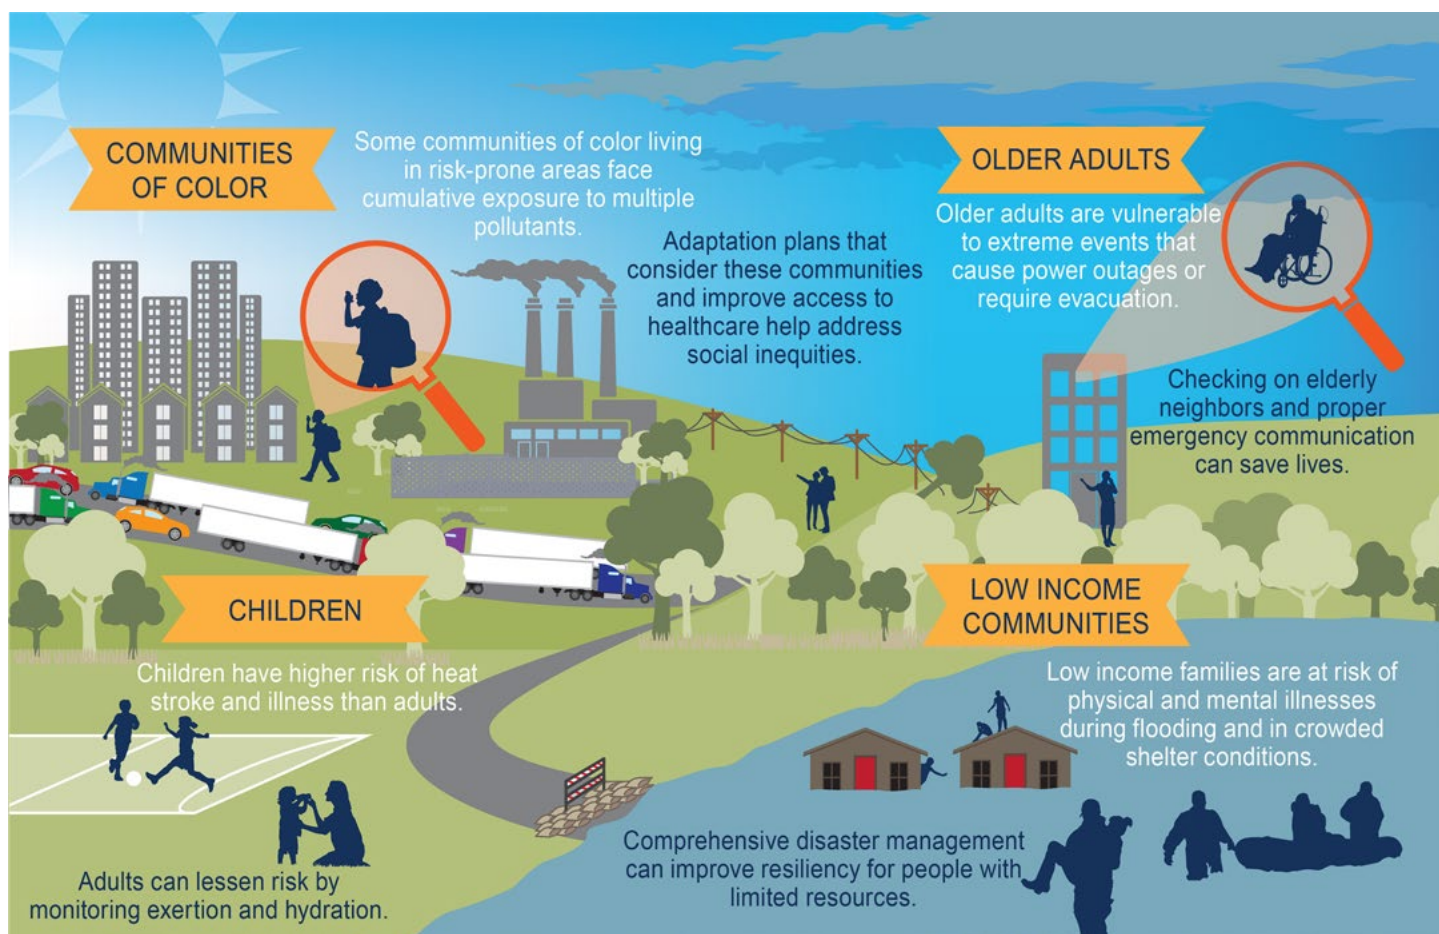 COMMUNITIES
OF COLOR
Some communities of color living
in risk-prone areas face
cumulative exposure to multiple
pollutants.
Adaptation plans that
consider these communities
and improve access to
healthcare help address
social inequities.
OLDER ADULTS
Older adults are vulnerable
to extreme events that
cause power outages or
require evacuation.
Checking on elderly
neighbors and proper
emergency communication
can save lives.
CHILDREN
Children have higher risk of heat
stroke and illness than adults.
Adults can lessen risk by
monitoring exertion and hydration.
LOW INCOME
COMMUNITIES
Low income families are at risk of
physical and mental illnesses
during flooding and in crowded
shelter conditions.
Comprehensive disaster management
can improve resiliency for people with
limited resources.